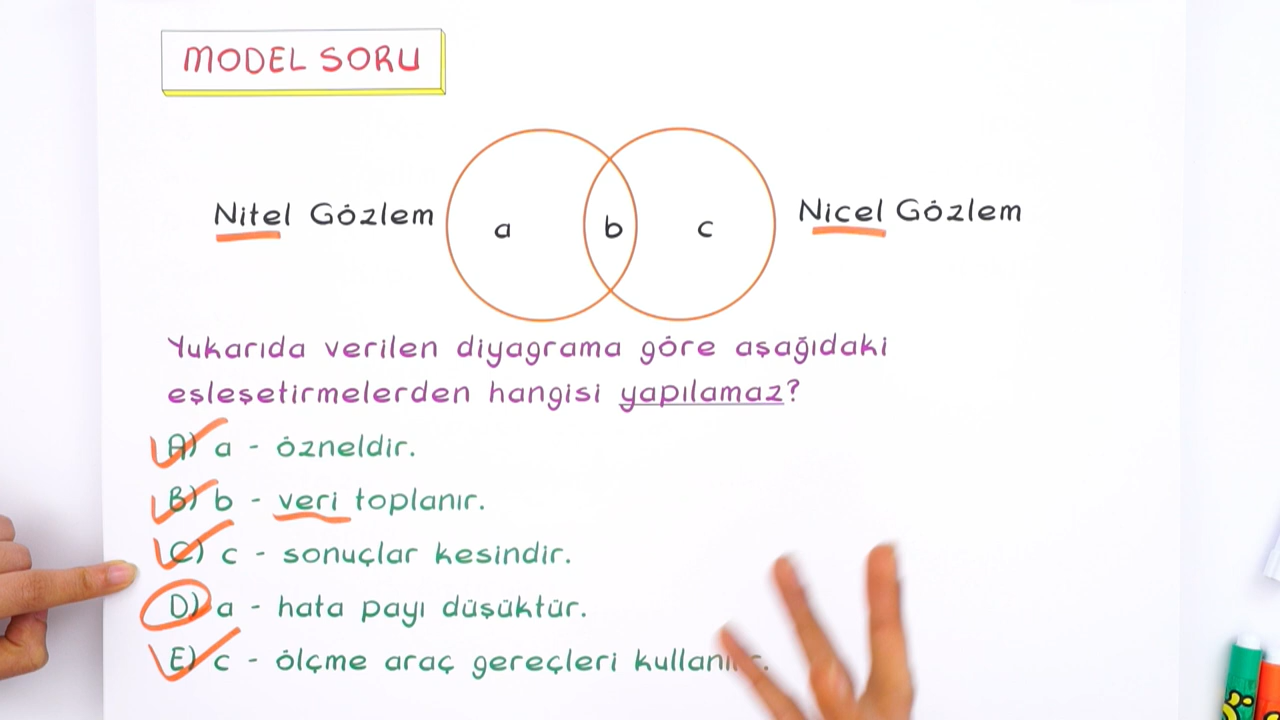 MODEL SORU
Nitel Gözlem
a
b
c
Nicel Gözlem
Yukarıda verilen diyagrama göre aşağıdaki
eşleşetirmelerden hangisi yapılamaz?
A) a - özneldir.
B) b - veri toplanır.
C) c - sonuçlar kesindir.
D) a - hata payı düşüktür.
E) c - ölçme araç gereçleri